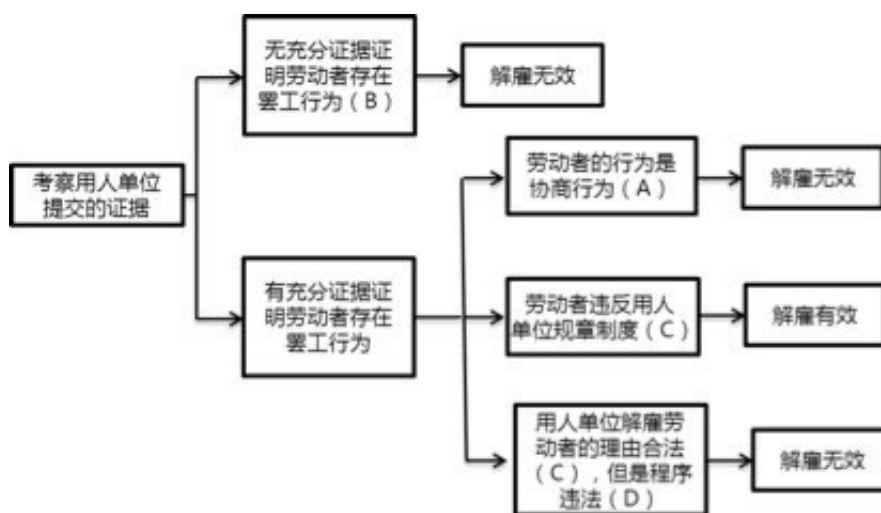 无充分证据证
明劳动者存在
罢工行为（B）
解雇无效
考察用人单位
提交的证据
劳动者的行为是
协商行为（A）
解雇无效
有充分证据证
明劳动者存在
罢工行为
劳动者违反用人
单位规章制度（C）
解雇有效
用人单位解雇劳
动者的理由合法
（C），但是程序
违法（D）
解雇无效